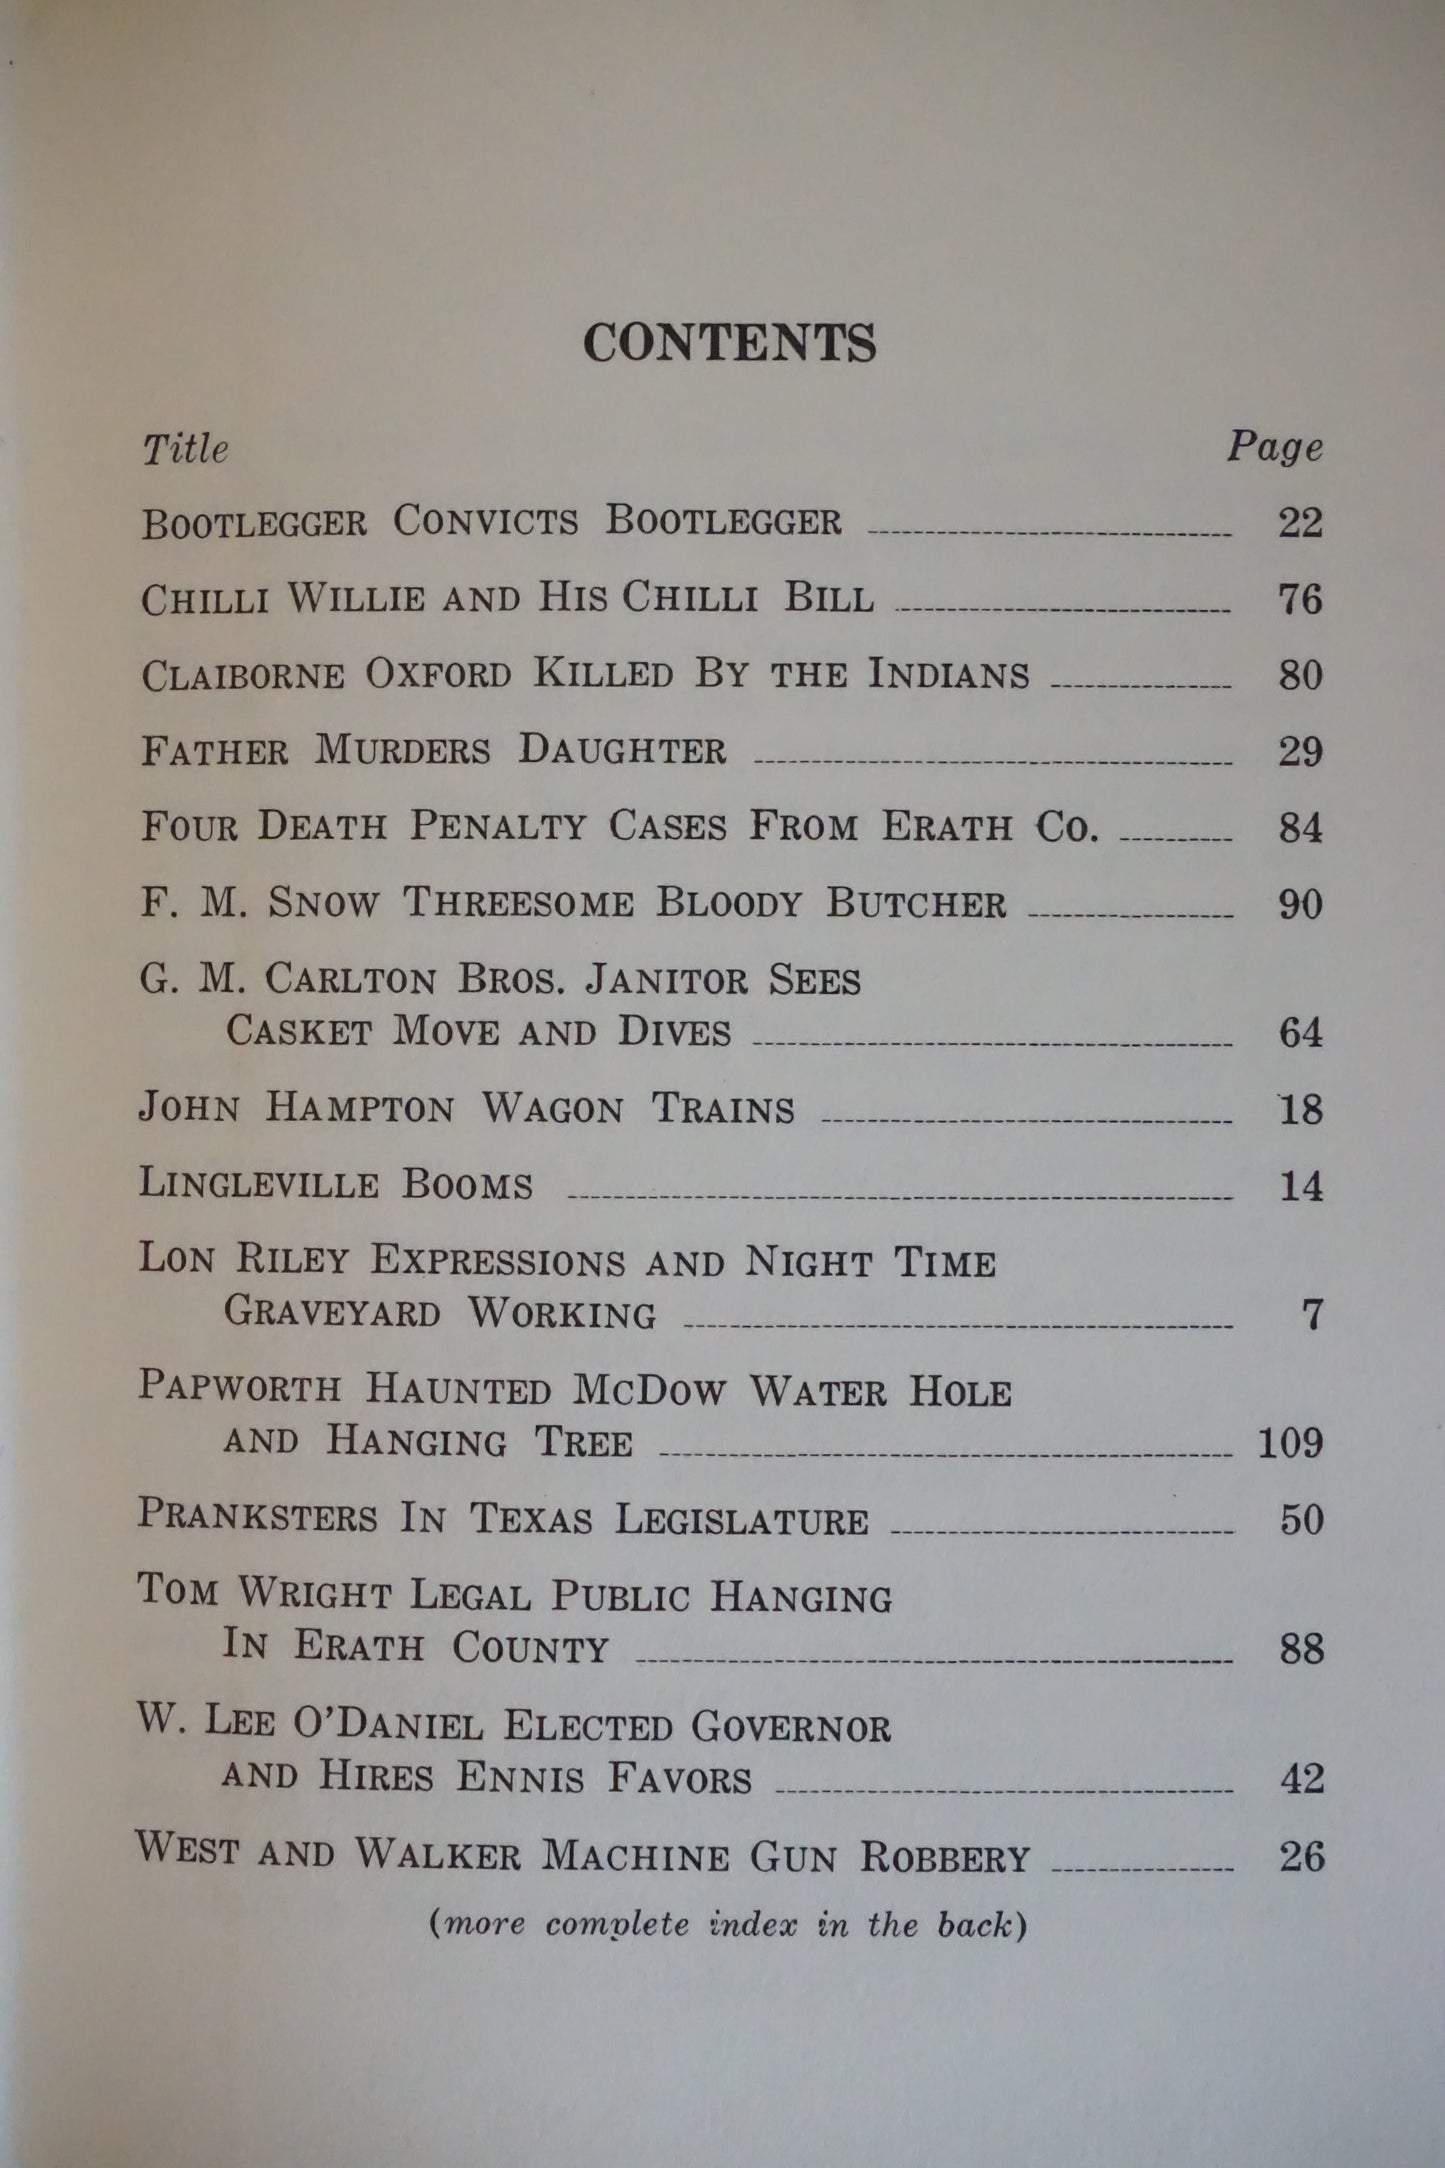 CONTENTS
Title Page
BOOTLEGGER CONVICTS BOOTLEGGER 22
CHILLI WILLIE AND HIS CHILLI BILL 76
CLAIBORNE OXFORD KILLED BY THE INDIANS 80
FATHER MURDERS DAUGHTER 29
FOUR DEATH PENALTY CASES FROM ERATH CO. 84
F. M. SNOW THREESOME BLOODY BUTCHER 90
G. M. CARLTON BROS. JANITOR SEES
CASKET MOVE AND DIVES 64
JOHN HAMPTON WAGON TRAINS 18
LINGLEVILLE BOOMS 14
LON RILEY EXPRESSIONS AND NIGHT TIME
GRAVEYARD WORKING 7
PAPWORTH HAUNTED MCDOW WATER HOLE
AND HANGING TREE 109
PRANKSTERS IN TEXAS LEGISLATURE 50
TOM WRIGHT LEGAL PUBLIC HANGING
IN ERATH COUNTY 88
W. LEE O'DANIEL ELECTED GOVERNOR
AND HIRES ENNIS FAVORS 42
WEST AND WALKER MACHINE GUN ROBBERY 26
(more complete index in the back)